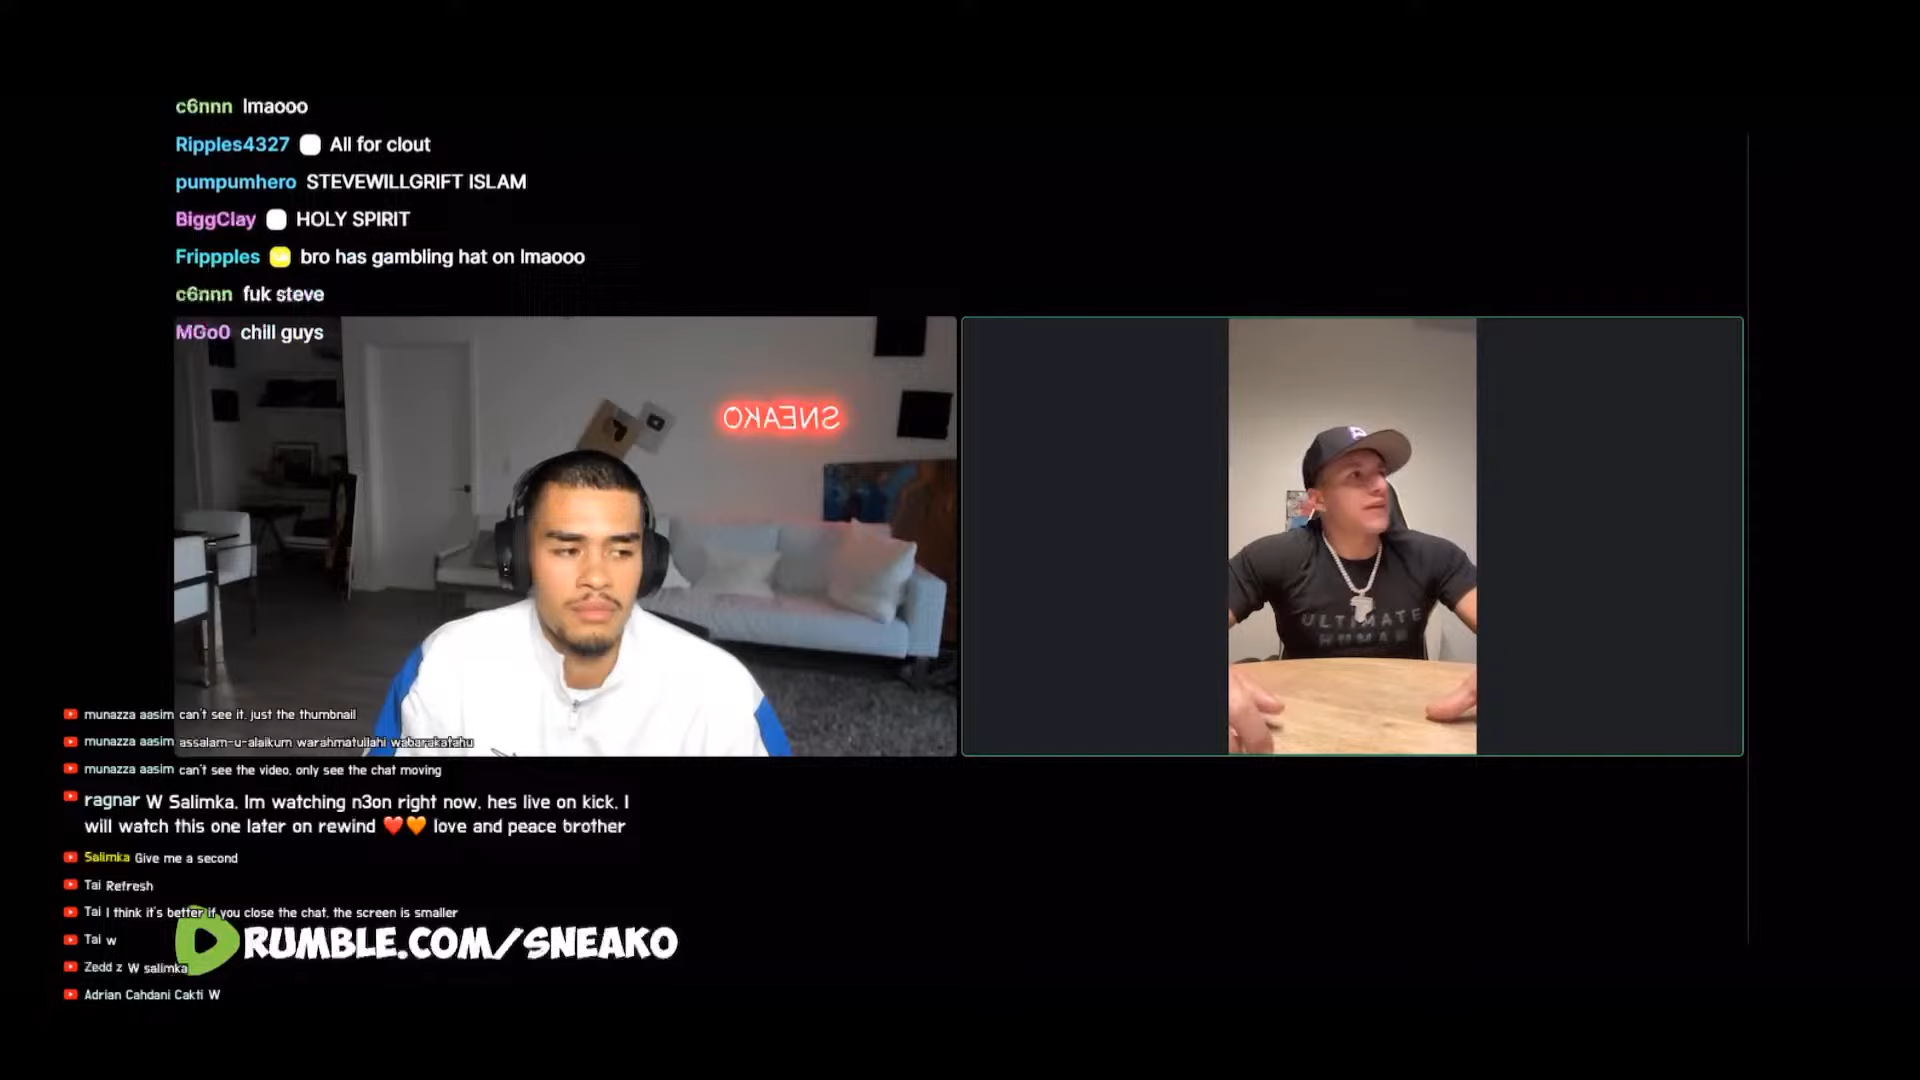 c6nnn lmaooo
Ripples4327 All for clout
pumpumhero STEVEWILLGRIFT ISLAM
BiggClay HOLY SPIRIT
Frippples bro has gambling hat on lmaooo
c6nnn fuk steve
MGo0 chill guys
SNEAKO
ULTIMATE
HUMAN
munazza aasim can't see it, just the thumbnail
munazza aasim assalam-u-alaikum warahmatullahi wabarakatahu
munazza aasim can't see the video, only see the chat moving
ragnar W Salimka, Im watching n3on right now, hes live on kick, I
will watch this one later on rewind ❤️🧡 love and peace brother
Salimka Give me a second
Tai Refresh
Tai I think it's better if you close the chat, the screen is smaller
Tai w
RUMBLE.COM/SNEAKO
Zedd z W salimka
Adrian Cahdani Cakti W